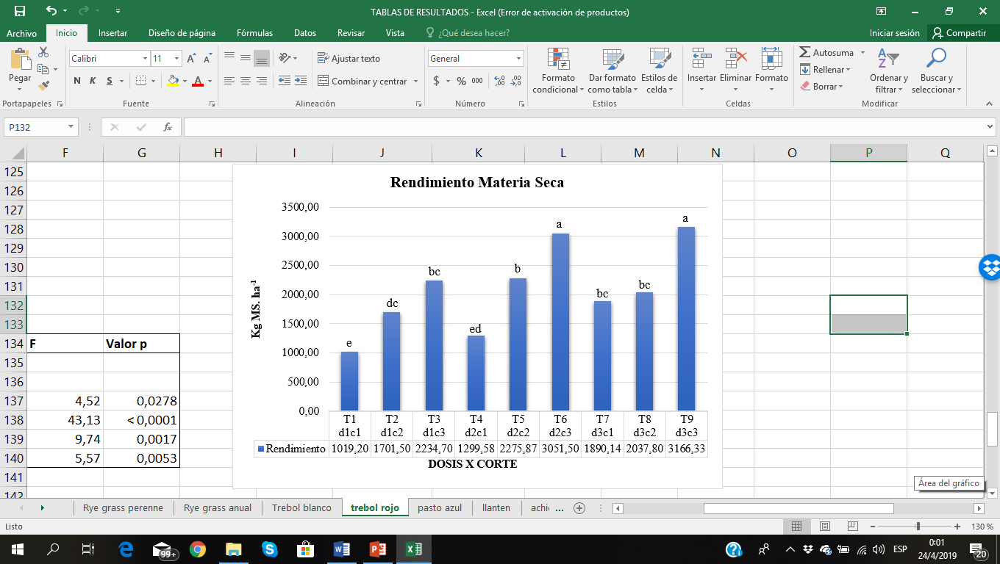 TABLAS DE RESULTADOS - Excel (Error de activación de productos)
Archivo Inicio Insertar Diseño de página Fórmulas Datos Revisar Vista ¿Qué desea hacer? Iniciar sesión Compartir
Pegar
Calibri 11
N K S
Ajustar texto
Combinar y centrar
General
$ % 000
Formato condicional
Dar formato como tabla
Estilos de celda
Insertar Eliminar Formato
Autosuma
Rellenar
Borrar
Ordenar y filtrar
Buscar y seleccionar
Portapapeles Fuente Alineación Número Estilos Celdas Modificar
P132 fx
F G H I J K L M N O P Q
125
126
127
128
129
130
131
132
133
134 F Valor p
135
136
137 4,52 0,0278
138 43,13 < 0,0001
139 9,74 0,0017
140 5,57 0,0053
141
142
Rendimiento Materia Seca
Kg MS. ha-1
3500,00
3000,00
2500,00
2000,00
1500,00
1000,00
500,00
0,00
e dc bc ed b a bc bc a
T1 T2 T3 T4 T5 T6 T7 T8 T9
d1c1 d1c2 d1c3 d2c1 d2c2 d2c3 d3c1 d3c2 d3c3
Rendimiento 1019,20 1701,50 2234,70 1299,58 2275,87 3051,50 1890,14 2037,80 3166,33
DOSIS X CORTE
Área del gráfico
Rye grass perenne Rye grass anual Trebol blanco trebol rojo pasto azul llanten achi ...
Listo 130 %
99+
ESP
0:01
24/4/2019
20